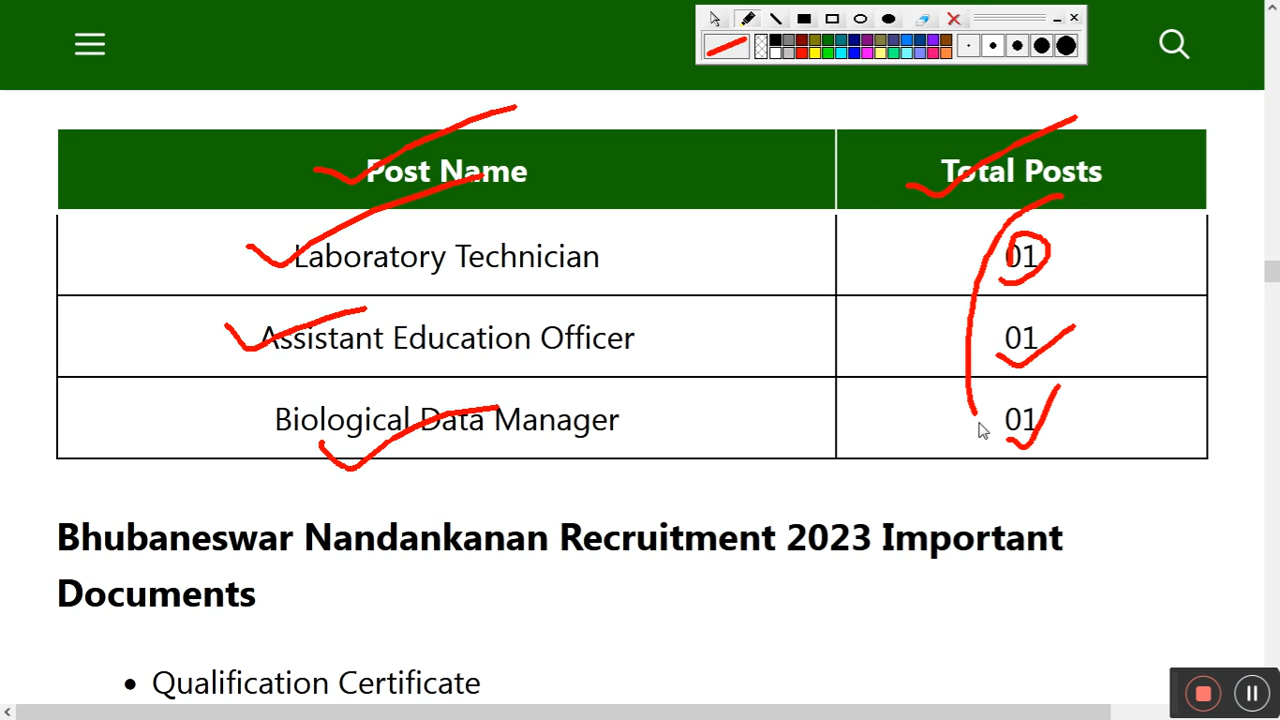 Post Name Total Posts
Laboratory Technician 01
Assistant Education Officer 01
Biological Data Manager 01
Bhubaneswar Nandankanan Recruitment 2023 Important
Documents
• Qualification Certificate